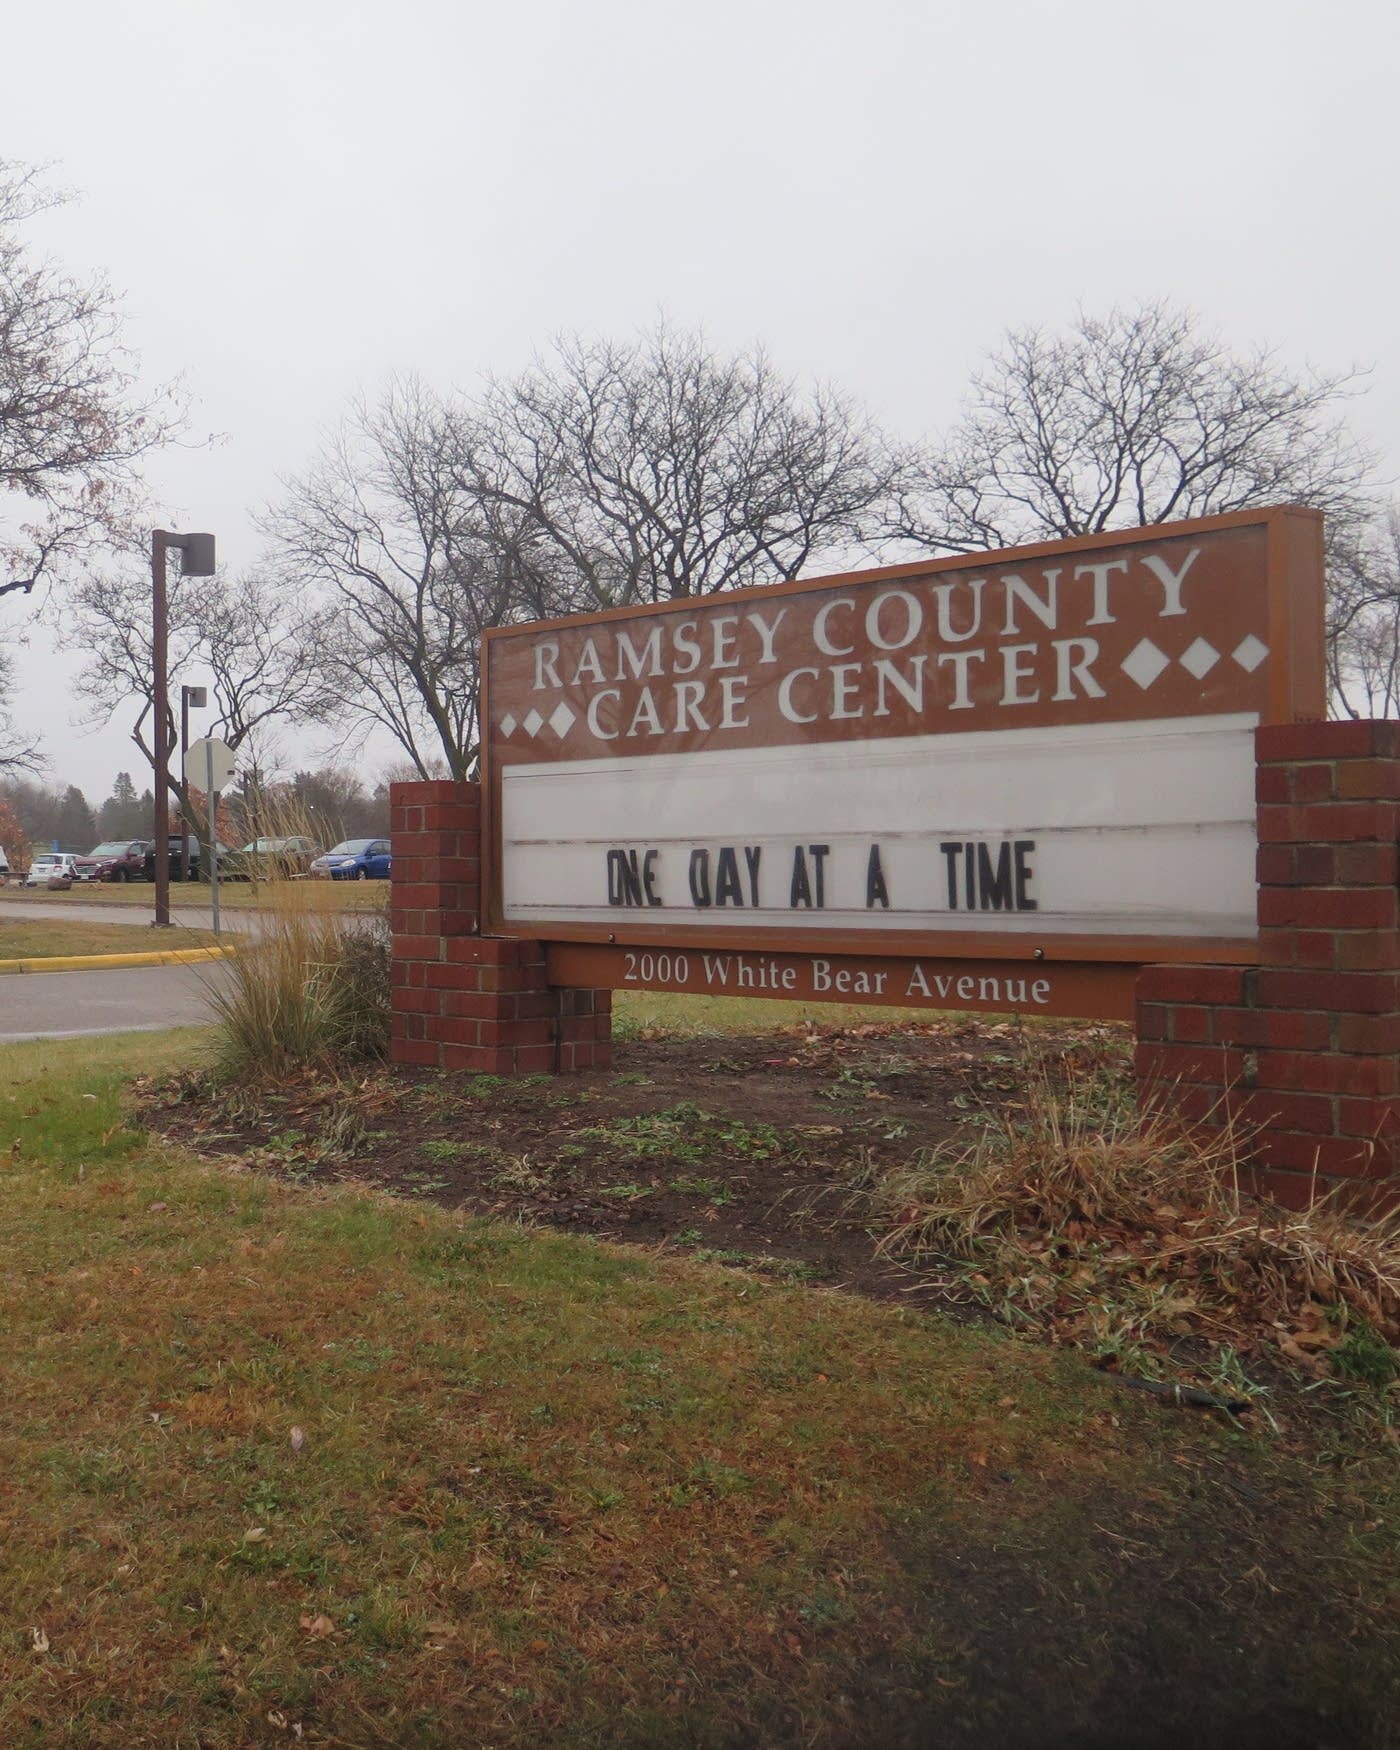 RAMSEY COUNTY
CARE CENTER
ONE DAY AT A TIME
2000 White Bear Avenue